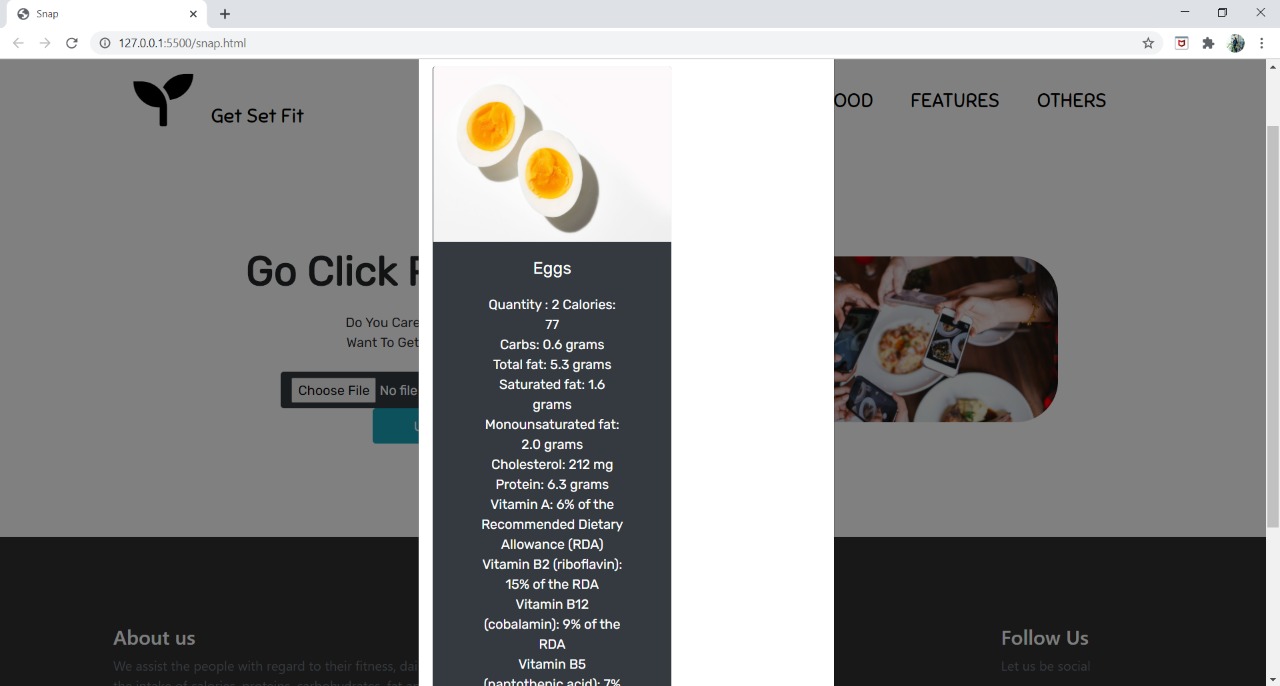 Snap
127.0.0.1:5500/snap.html
Get Set Fit
FEATURES
OTHERS
Eggs
Go Click
Quantity : 2 Calories:
77
Do You Care
Carbs: 0.6 grams
Want To Get
Total fat: 5.3 grams
Saturated fat: 1.6
grams
Choose File No file
Monounsaturated fat:
2.0 grams
Cholesterol: 212 mg
Protein: 6.3 grams
Vitamin A: 6% of the
Recommended Dietary
Allowance (RDA)
Vitamin B2 (riboflavin):
15% of the RDA
Vitamin B12
(cobalamin): 9% of the
RDA
Vitamin B5
(pantothenic acid): 7%
About us
We assist the people with regard to their fitness,
the intake of calories, proteins, carbohydrates, fat
Follow Us
Let us be social